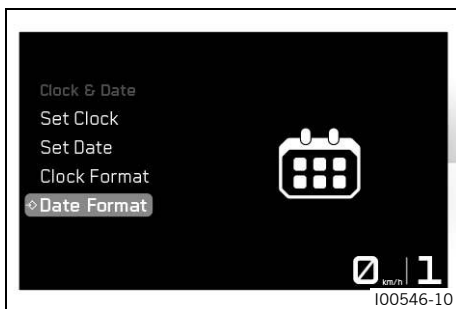 Clock & Date
Set Clock
Set Date
Clock Format
Date Format
0 km/h 1
I00546-10